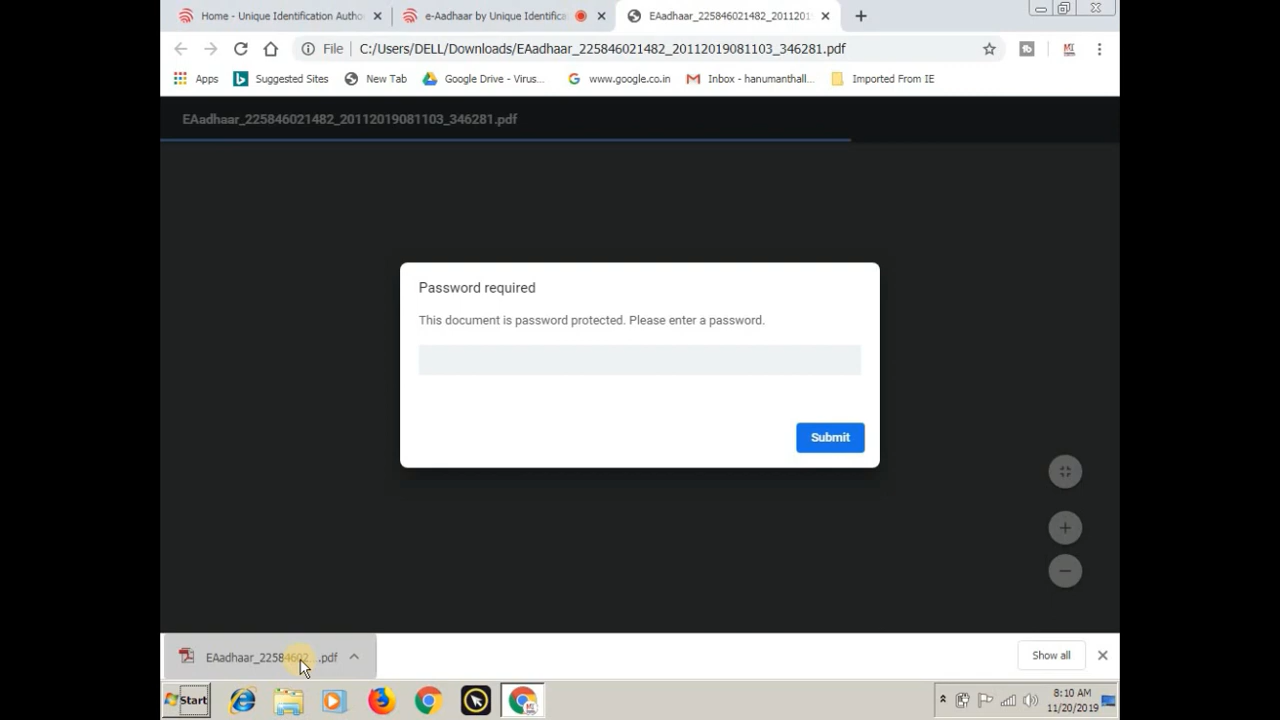 Home - Unique Identification Autho
e-Aadhaar by Unique Identifica
EAadhaar_225846021482_201120
File
C:/Users/DELL/Downloads/EAadhaar_225846021482_20112019081103_346281.pdf
Apps
Suggested Sites
New Tab
Google Drive - Virus...
www.google.co.in
Inbox - hanumanthall...
Imported From IE
EAadhaar_225846021482_20112019081103_346281.pdf
Password required
This document is password protected. Please enter a password.
Submit
EAadhaar_22584602....pdf
Show all
Start
8:10 AM
11/20/2019